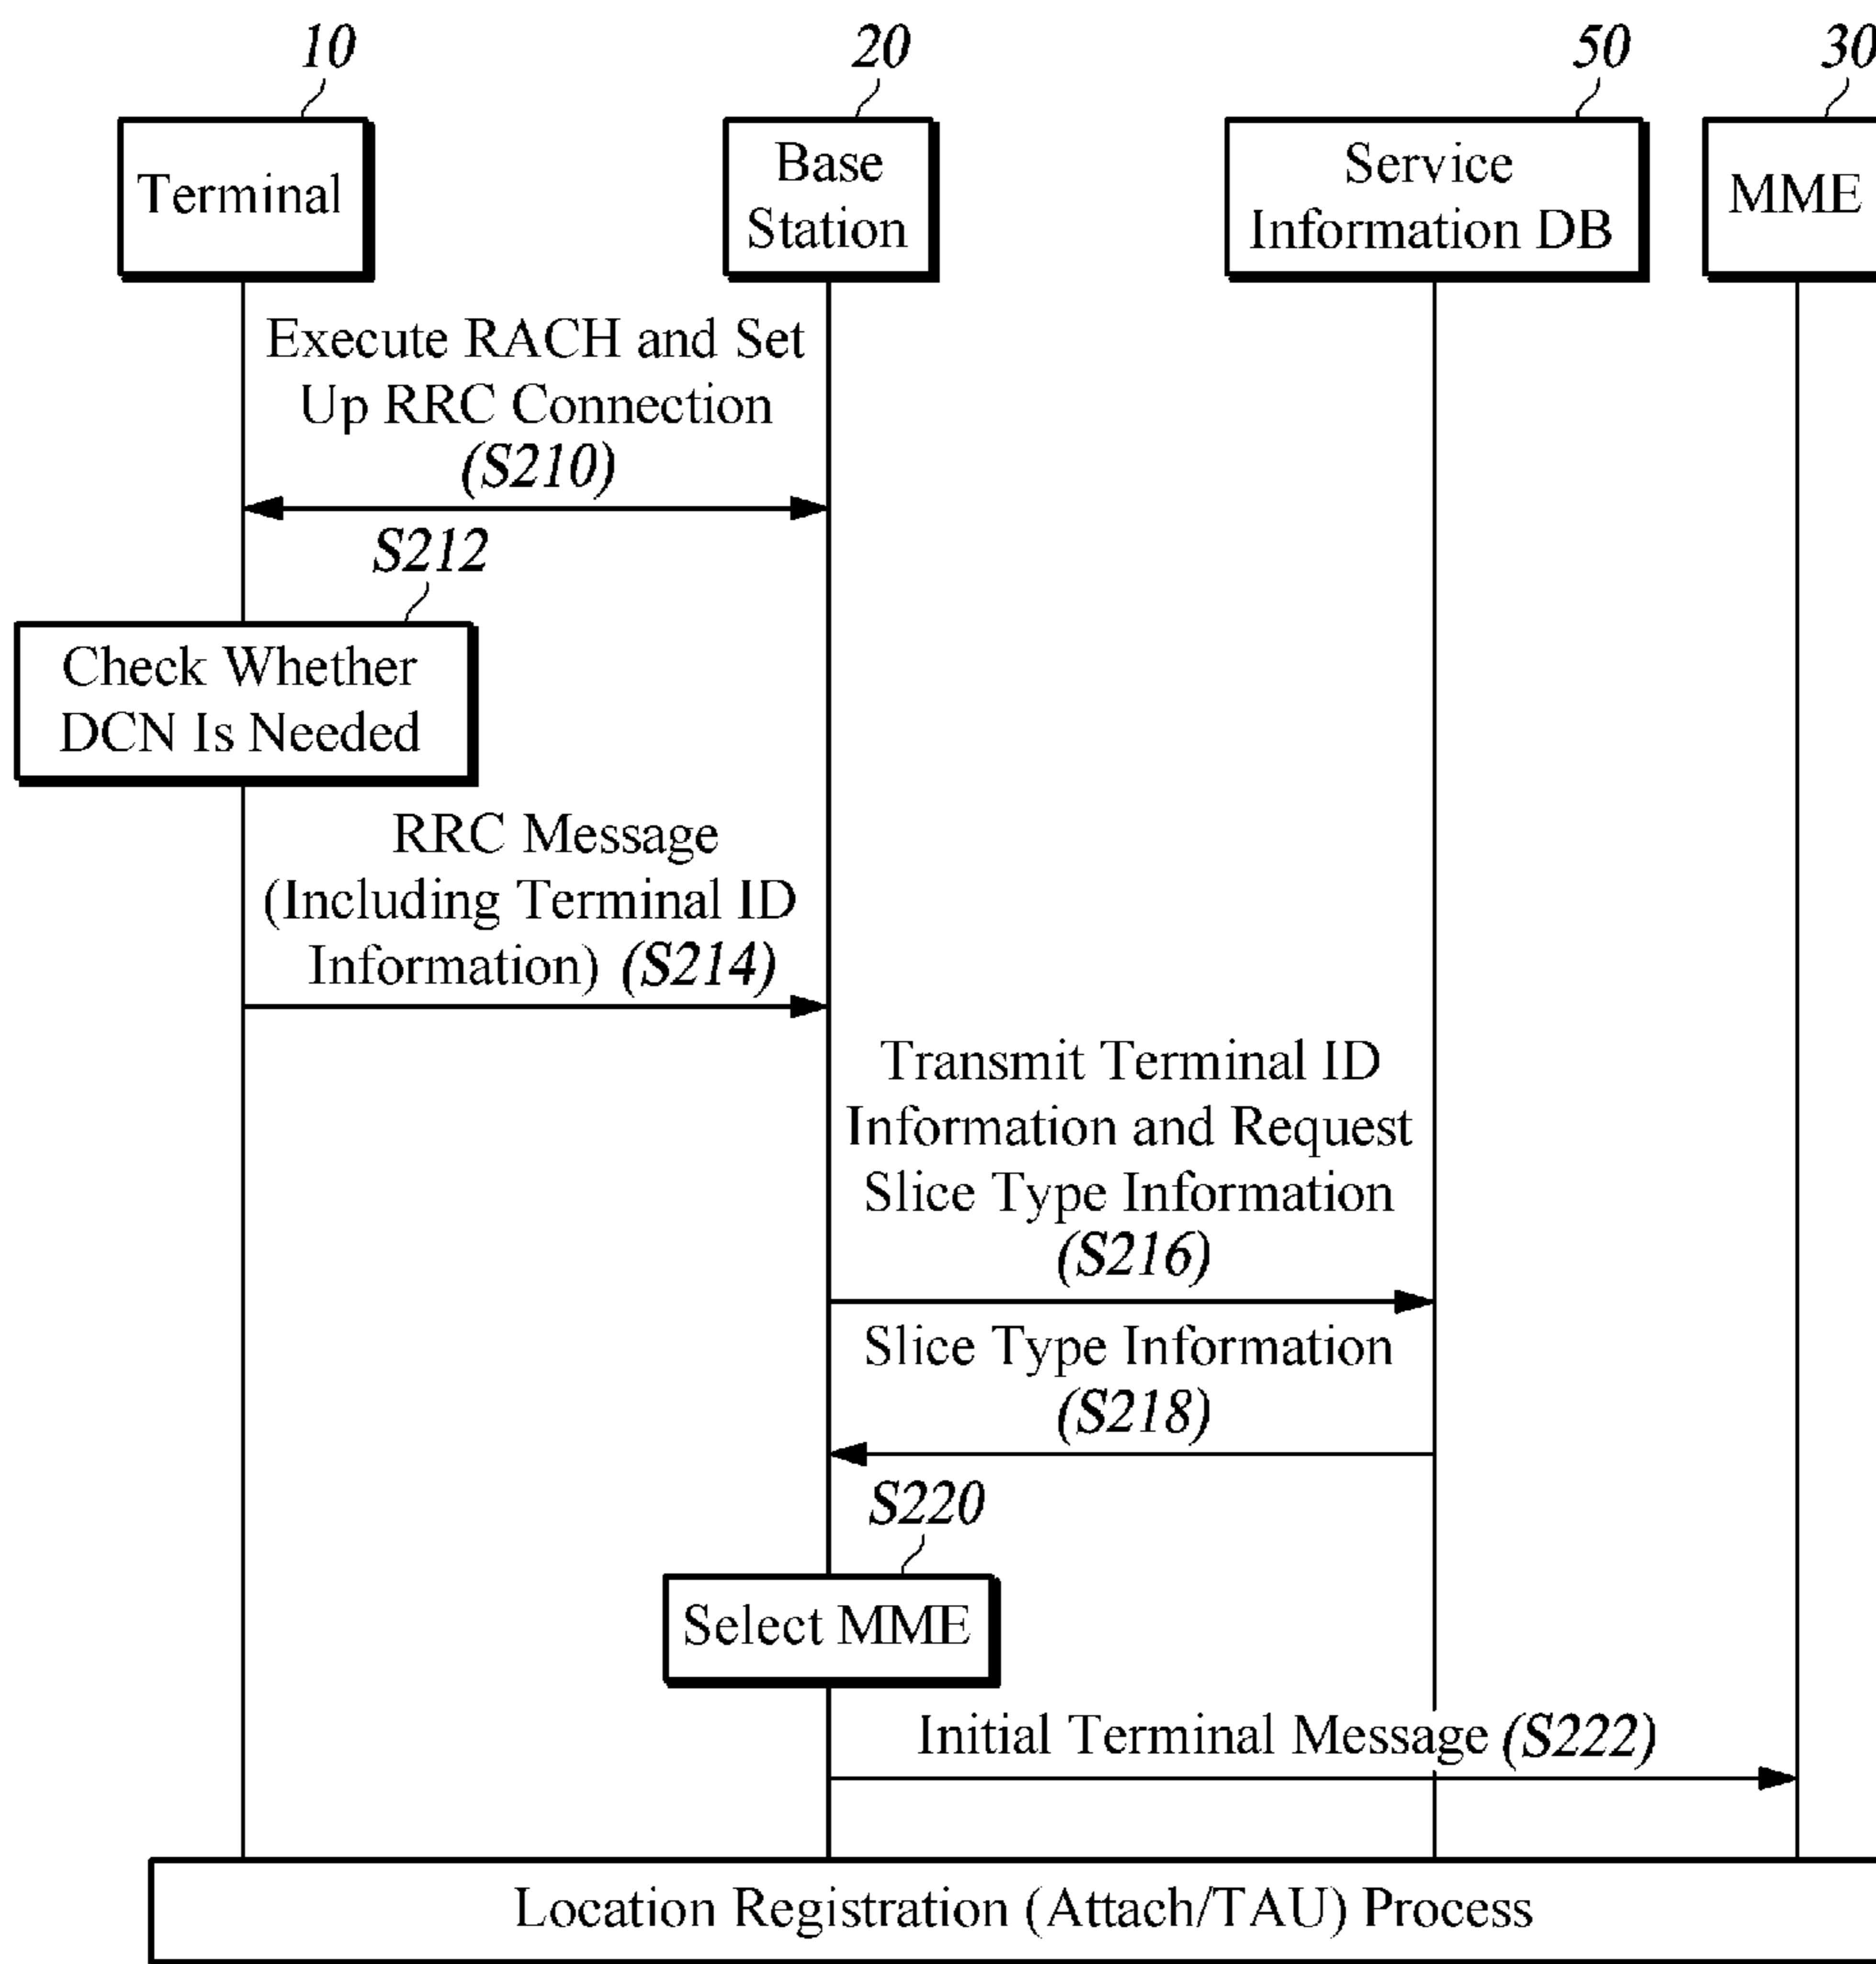 10
20
50
30
Terminal
Base
Station
Service
Information DB
MME
Execute RACH and Set
Up RRC Connection
(S210)
S212
Check Whether
DCN Is Needed
RRC Message
(Including Terminal ID
Information) (S214)
Transmit Terminal ID
Information and Request
Slice Type Information
(S216)
Slice Type Information
(S218)
S220
Select MME
Initial Terminal Message (S222)
Location Registration (Attach/TAU) Process